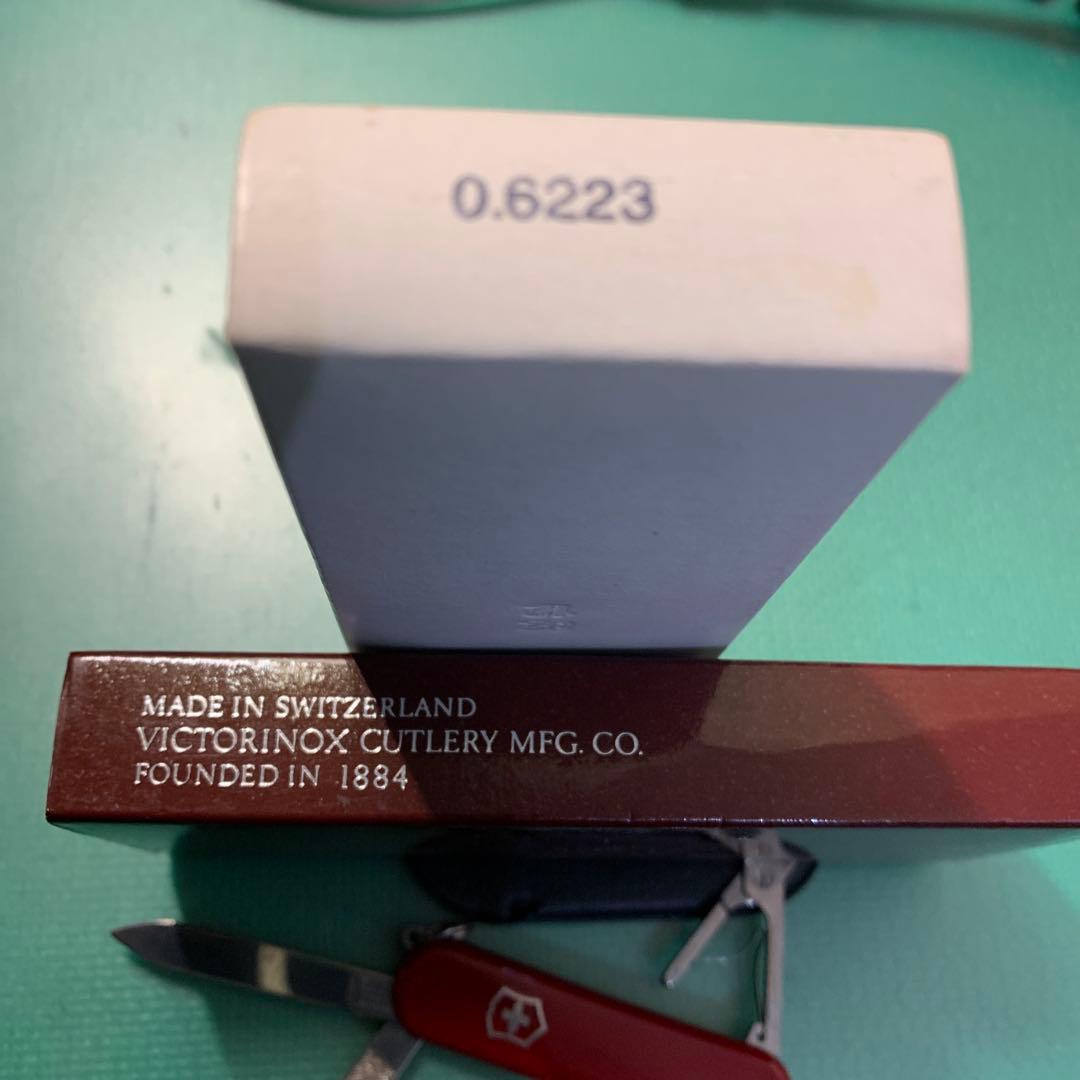 0.6223
MADE IN SWITZERLAND
VICTORINOX CUTLERY MFG. CO.
FOUNDED IN 1884